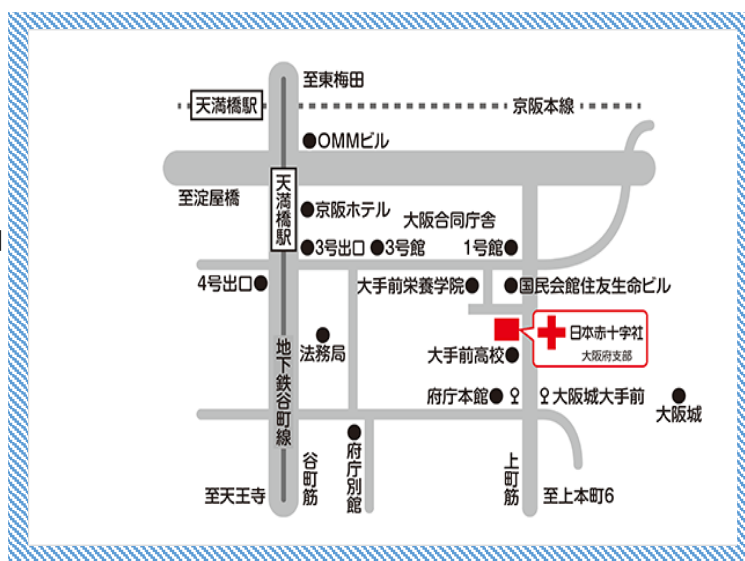 至東梅田
天満橋駅
京阪本線
OMMビル
至淀屋橋
天満橋駅
京阪ホテル
大阪合同庁舎
3号出口
3号館
1号館
4号出口
大手前栄養学院
国民会館住友生命ビル
日本赤十字社
大阪府支部
法務局
大手前高校
地下鉄谷町線
府庁本館
大阪城大手前
大阪城
谷町筋
府庁別館
上町筋
至天王寺
至上本町6